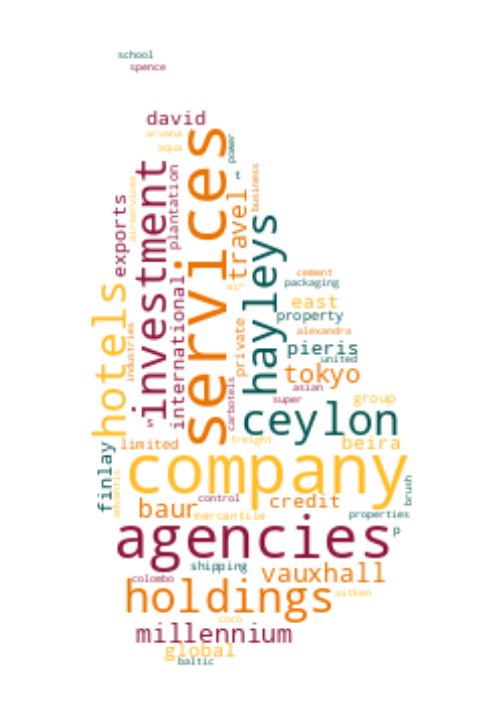 school
spence
david
arvana
aqua
power
services
investment
plantation
t
business
exports
airservices
travel
hayleys
international
air
cement
packaging
hotels
east
property
industries
private
alexandra
pieris
united
tokyo
carbotels
asian
super
group
s
ceylon
limited
freight
beira
finlay
company
advantis
control
credit
brush
baur
mercantile
properties
agencies
p
shipping
vauxhall
colombo
holdings
aitken
coco
millennium
global
baltic